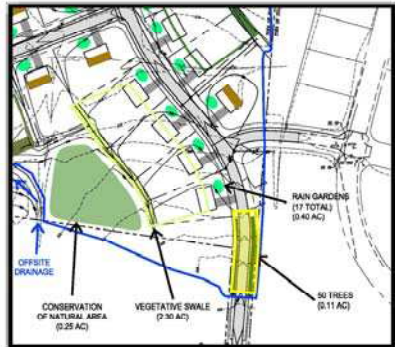 RAIN GARDENS
(17 TOTAL)
(0.40 AC)
OFFSITE
DRAINAGE
CONSERVATION
OF NATURAL AREA
(0.25 AC)
VEGETATIVE SWALE
(2.30 AC)
50 TREES
(0.11 AC)